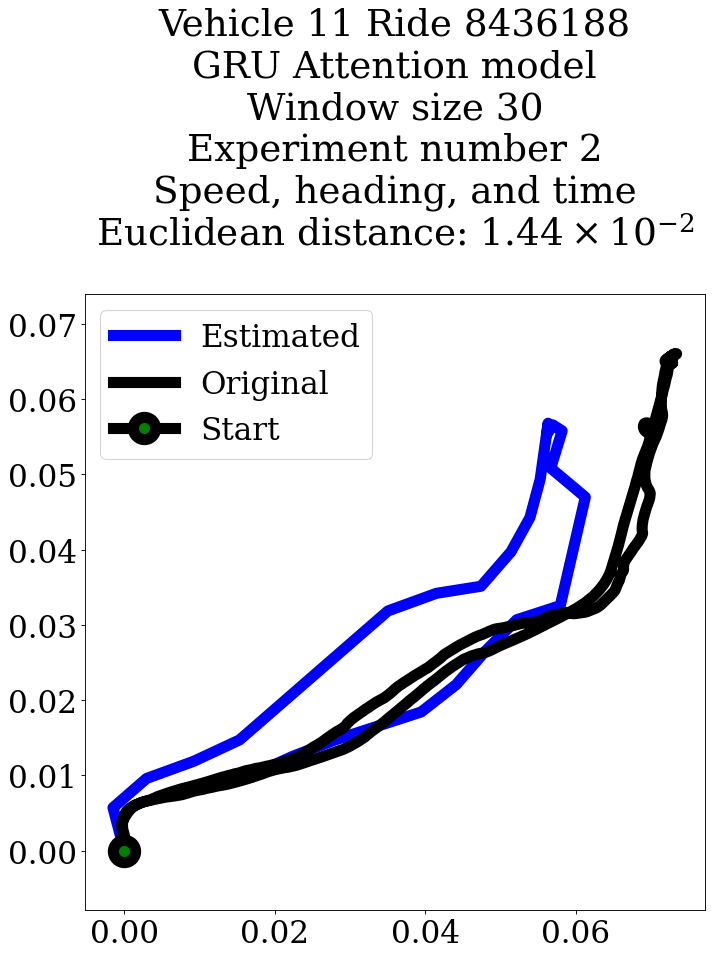 Vehicle 11 Ride 8436188
GRU Attention model
Window size 30
Experiment number 2
Speed, heading, and time
Euclidean distance: 1.44 × 10⁻²
Estimated
Original
Start
0.07
0.06
0.05
0.04
0.03
0.02
0.01
0.00
0.00 0.02 0.04 0.06